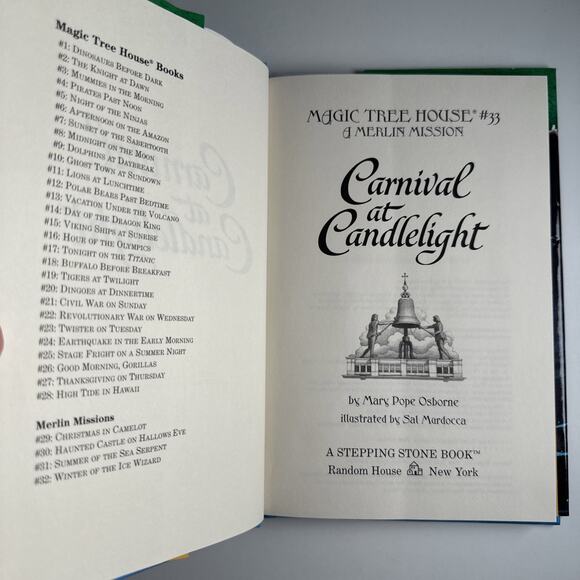 Magic Tree House® Books
#1: Dinosaurs Before Dark
#2: The Knight at Dawn
#3: Mummies in the Morning
#4: Pirates Past Noon
#5: Night of the Ninjas
#6: Afternoon on the Amazon
#7: Sunset of the Sabertooth
#8: Midnight on the Moon
#9: Dolphins at Daybreak
#10: Ghost Town at Sundown
#11: Lions at Lunchtime
#12: Polar Bears Past Bedtime
#13: Vacation Under the Volcano
#14: Day of the Dragon King
#15: Viking Ships at Sunrise
#16: Hour of the Olympics
#17: Tonight on the Titanic
#18: Buffalo Before Breakfast
#19: Tigers at Twilight
#20: Dingoes at Dinnertime
#21: Civil War on Sunday
#22: Revolutionary War on Wednesday
#23: Twister on Tuesday
#24: Earthquake in the Early Morning
#25: Stage Fright on a Summer Night
#26: Good Morning, Gorillas
#27: Thanksgiving on Thursday
#28: High Tide in Hawaii
Merlin Missions
#29: Christmas in Camelot
#30: Haunted Castle on Hallows Eve
#31: Summer of the Sea Serpent
#32: Winter of the Ice Wizard
MAGIC TREE HOUSE® #33
A MERLIN MISSION
Carnival
at
Candlelight
by Mary Pope Osborne
illustrated by Sal Murdocca
A STEPPING STONE BOOK™
Random House New York